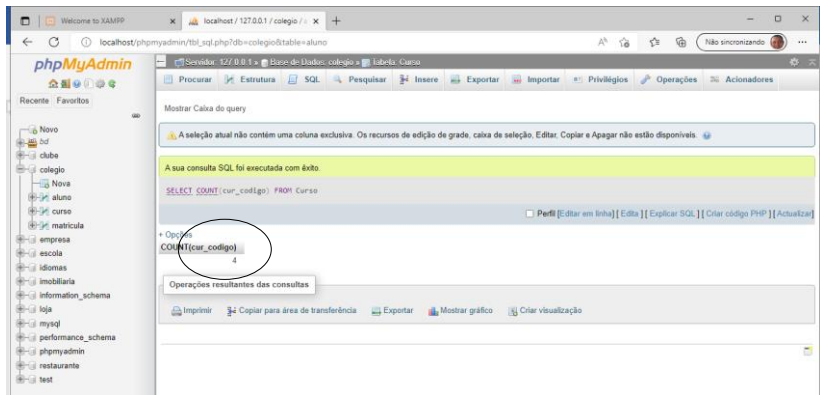 Welcome to XAMPP
localhost / 127.0.0.1 / colegio / c
localhost/phpmyadmin/tbl_sql.php?db=colegio&table=aluno
Não sincronizando
phpMyAdmin
Recente Favoritos
Novo
bd
clube
colegio
Nova
aluno
curso
matricula
empresa
escola
idiomas
imobiliaria
information_schema
loja
mysql
performance_schema
phpmyadmin
restaurante
test
Servidor: 127.0.0.1 » Base de Dados: colegio » Tabela: Curso
Procurar Estrutura SQL Pesquisar Insere Exportar Importar Privilégios Operações Acionadores
Mostrar Caixa do query
A seleção atual não contém uma coluna exclusiva. Os recursos de edição de grade, caixa de seleção, Editar, Copiar e Apagar não estão disponíveis.
A sua consulta SQL foi executada com êxito.
SELECT COUNT(cur_codigo) FROM Curso
Perfil [Editar em linha] [ Edita ] [ Explicar SQL ] [ Criar código PHP ] [ Actualizar]
+ Opções
COUNT(cur_codigo)
4
Operações resultantes das consultas
Imprimir Copiar para área de transferência Exportar Mostrar gráfico Criar visualização